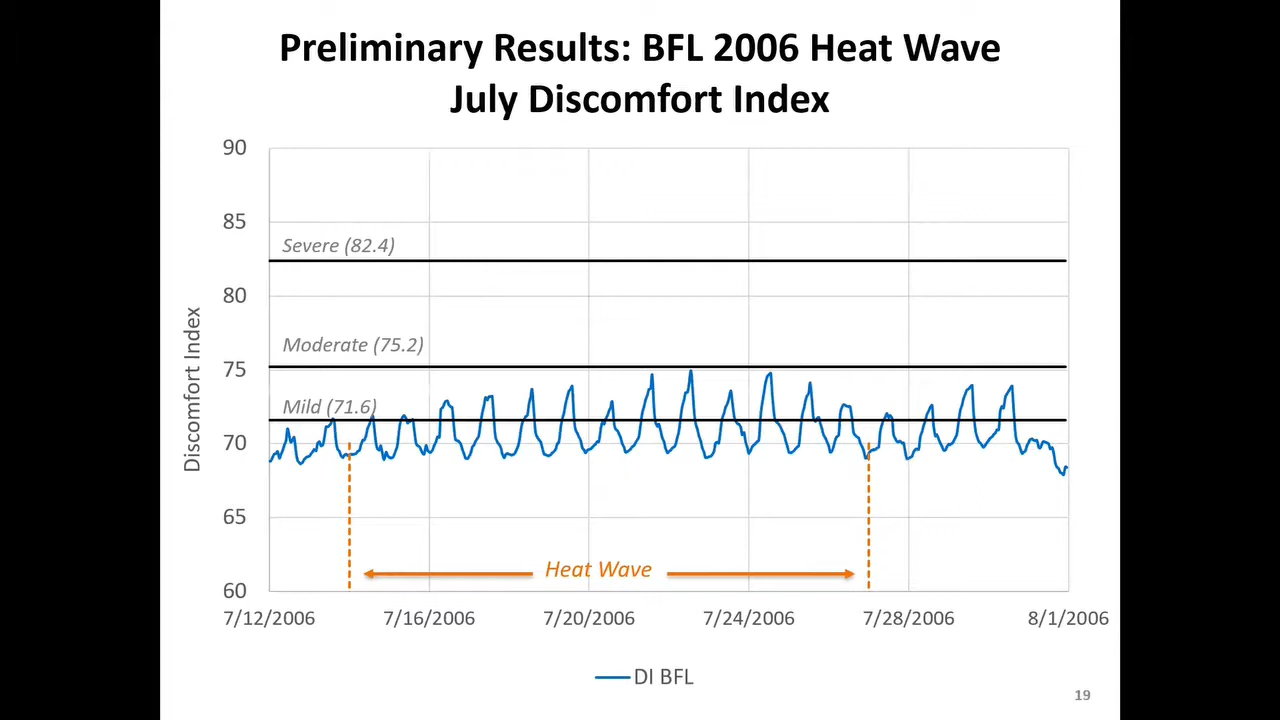 Preliminary Results: BFL 2006 Heat Wave
July Discomfort Index
90
85
Severe (82.4)
80
Moderate (75.2)
75
Mild (71.6)
70
65
60
Discomfort Index
Heat Wave
7/12/2006 7/16/2006 7/20/2006 7/24/2006 7/28/2006 8/1/2006
DI BFL
19